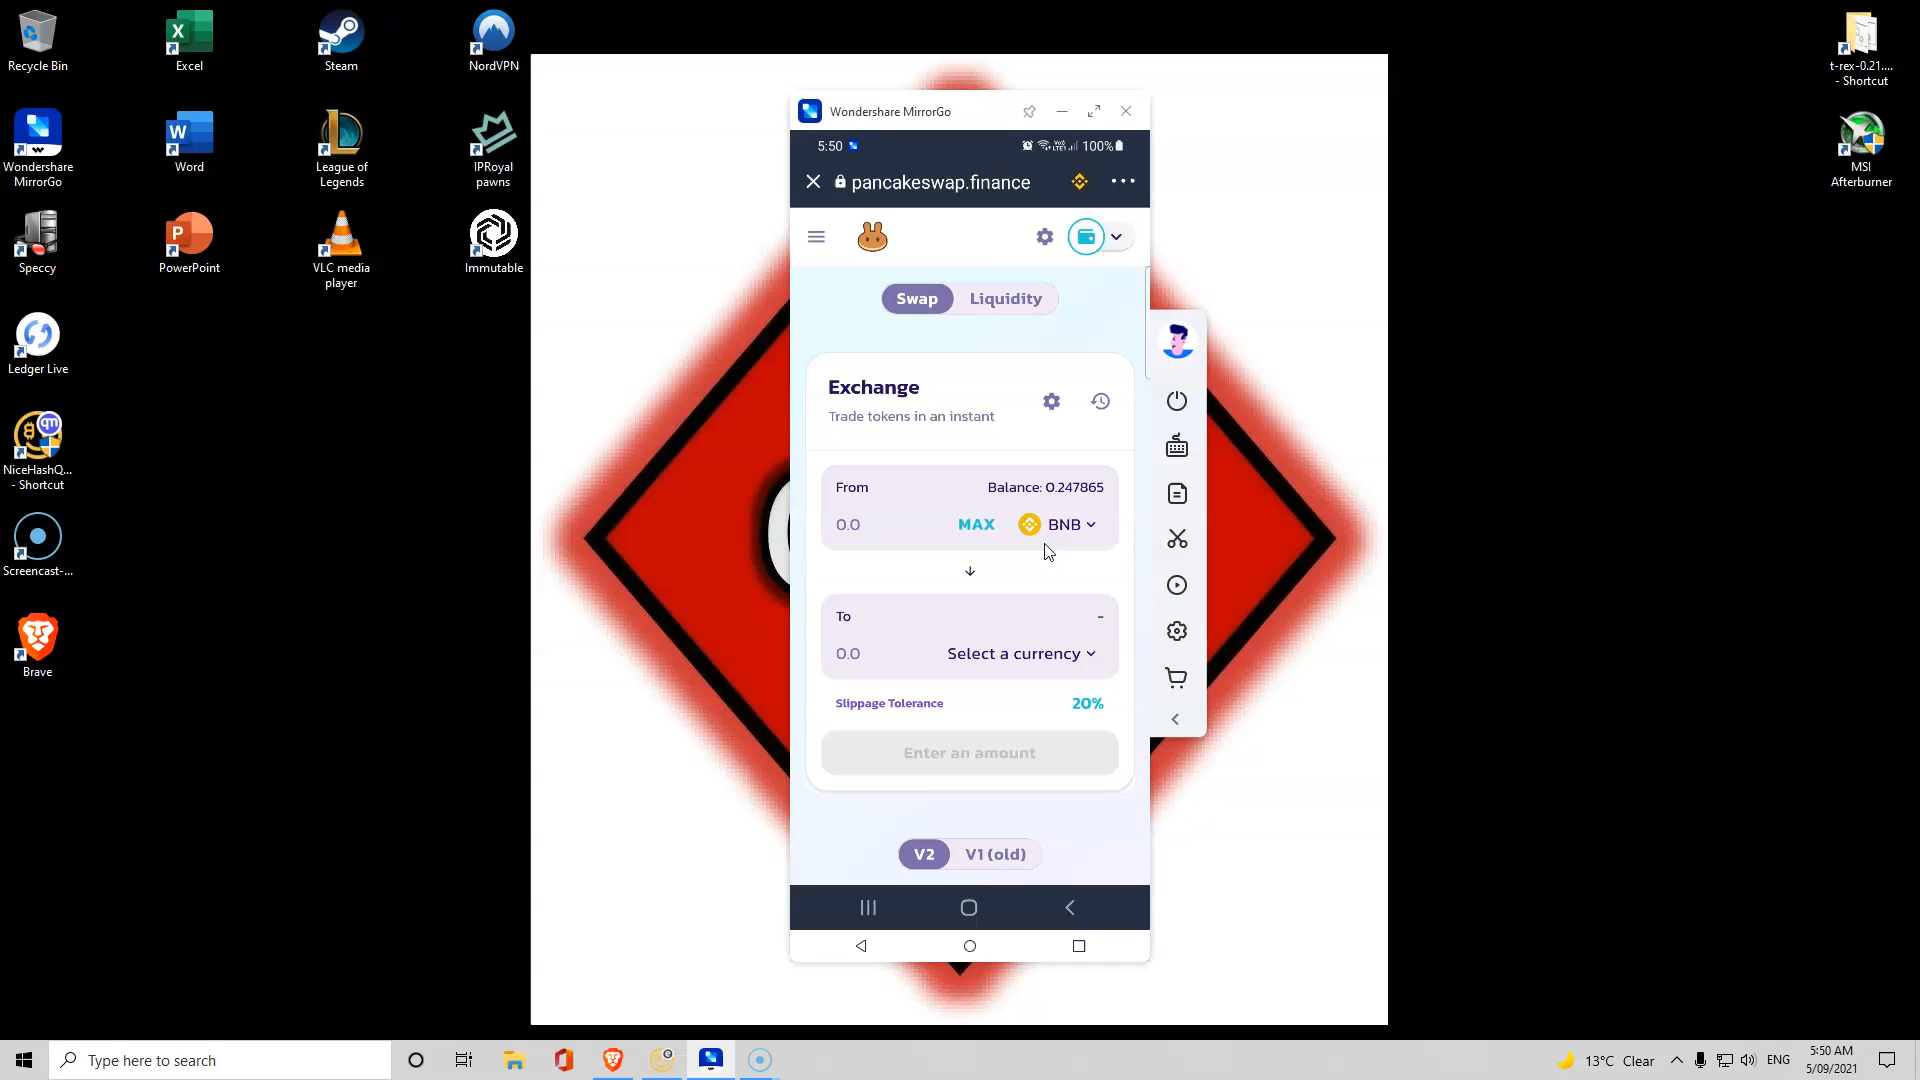 Recycle Bin
Excel
Steam
NordVPN
t-rex-0.21....
- Shortcut
Wondershare
MirrorGo
Word
League of
Legends
IPRoyal
pawns
MSI
Afterburner
Speccy
PowerPoint
VLC media
player
Immutable
Ledger Live
NiceHashQ...
- Shortcut
Screencast-...
Brave
Wondershare MirrorGo
5:50
100%
pancakeswap.finance
Swap
Liquidity
Exchange
Trade tokens in an instant
From
Balance: 0.247865
0.0
MAX
BNB
To
-
0.0
Select a currency
Slippage Tolerance
20%
Enter an amount
V2
V1 (old)
Type here to search
13°C Clear
ENG
5:50 AM
5/09/2021